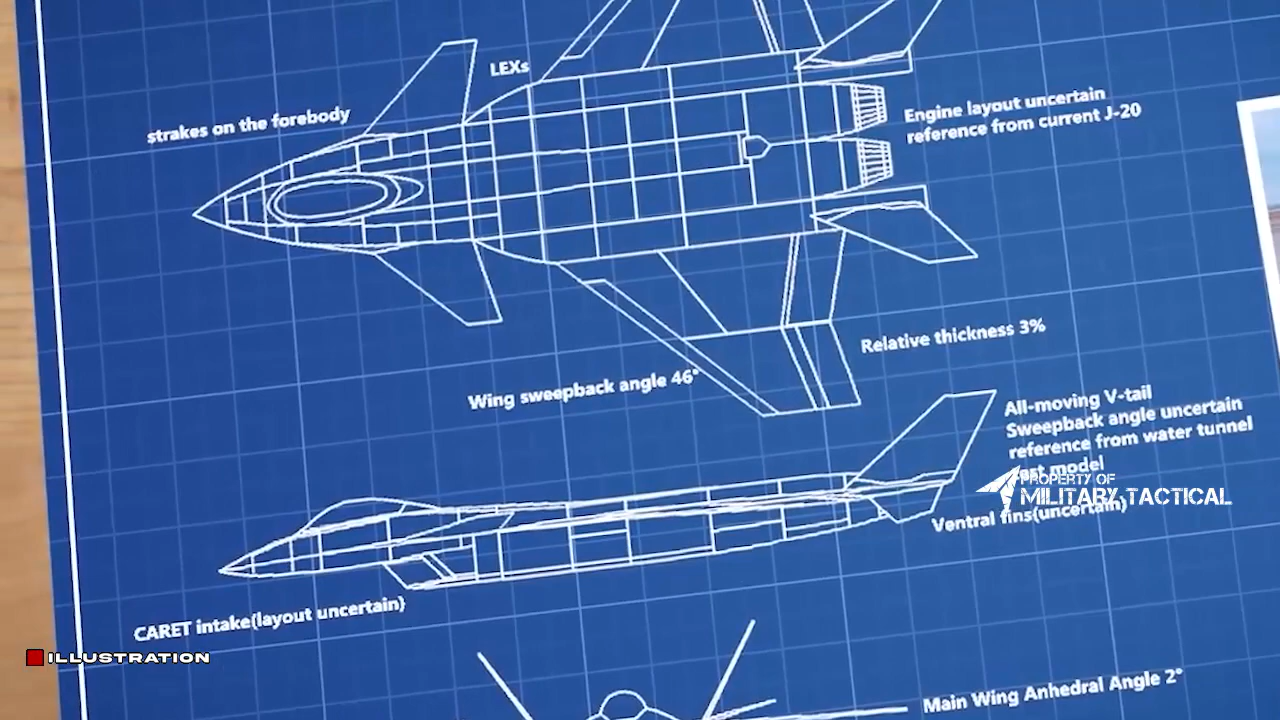 LEXs
strakes on the forebody
Engine layout uncertain
reference from current J-20
Relative thickness 3%
Wing sweepback angle 46°
All-moving V-tail
Sweepback angle uncertain
reference from water tunnel
model
PROPERTY OF
MILITARY TACTICAL
Ventral fins(uncertain)
CARET intake(layout uncertain)
ILLUSTRATION
Main Wing Anhedral Angle 2°